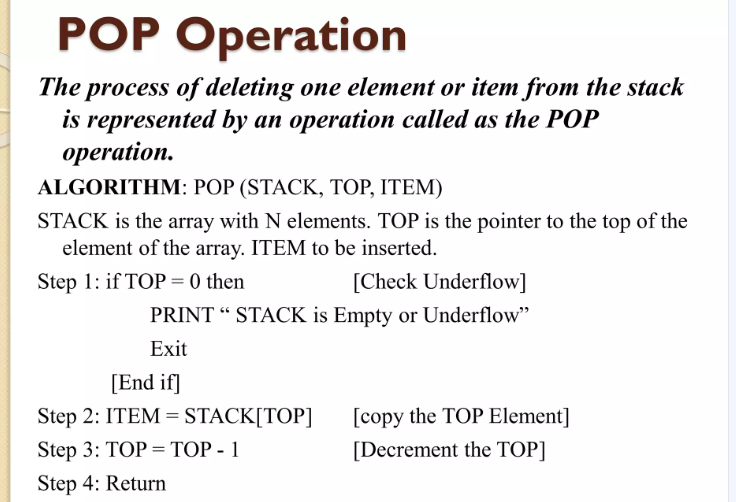 POP Operation
The process of deleting one element or item from the stack
is represented by an operation called as the POP
operation.
ALGORITHM: POP (STACK, TOP, ITEM)
STACK is the array with N elements. TOP is the pointer to the top of the
element of the array. ITEM to be inserted.
Step 1: if TOP = 0 then [Check Underflow]
PRINT “ STACK is Empty or Underflow”
Exit
[End if]
Step 2: ITEM = STACK[TOP] [copy the TOP Element]
Step 3: TOP = TOP - 1 [Decrement the TOP]
Step 4: Return